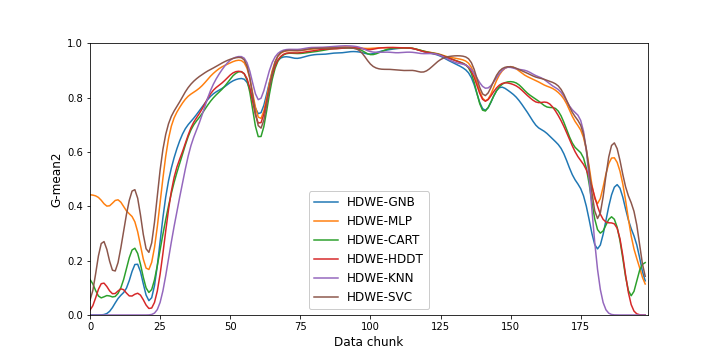 1.0
0.8
0.6
0.4
0.2
0.0
G-mean2
HDWE-GNB
HDWE-MLP
HDWE-CART
HDWE-HDDT
HDWE-KNN
HDWE-SVC
0 25 50 75 100 125 150 175
Data chunk